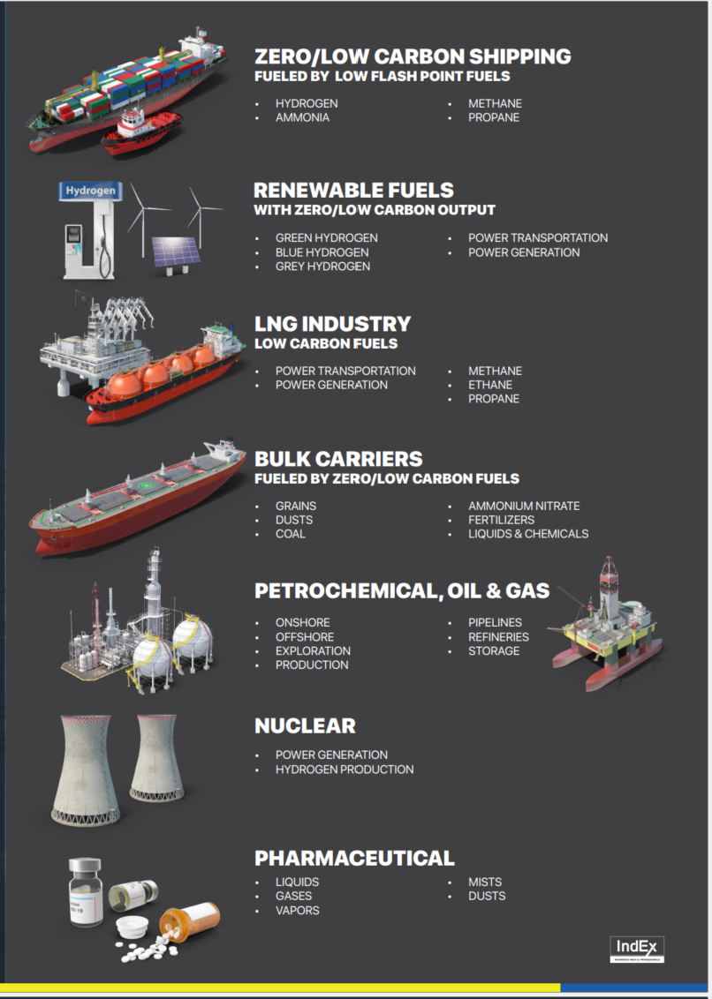 ZERO/LOW CARBON SHIPPING
FUELED BY LOW FLASH POINT FUELS
• HYDROGEN
• AMMONIA
• METHANE
• PROPANE
Hydrogen
RENEWABLE FUELS
WITH ZERO/LOW CARBON OUTPUT
• GREEN HYDROGEN
• BLUE HYDROGEN
• GREY HYDROGEN
• POWER TRANSPORTATION
• POWER GENERATION
LNG INDUSTRY
LOW CARBON FUELS
• POWER TRANSPORTATION
• POWER GENERATION
• METHANE
• ETHANE
• PROPANE
BULK CARRIERS
FUELED BY ZERO/LOW CARBON FUELS
• GRAINS
• DUSTS
• COAL
• AMMONIUM NITRATE
• FERTILIZERS
• LIQUIDS & CHEMICALS
PETROCHEMICAL, OIL & GAS
• ONSHORE
• OFFSHORE
• EXPLORATION
• PRODUCTION
• PIPELINES
• REFINERIES
• STORAGE
NUCLEAR
• POWER GENERATION
• HYDROGEN PRODUCTION
PHARMACEUTICAL
• LIQUIDS
• GASES
• VAPORS
• MISTS
• DUSTS
-19
IndEx